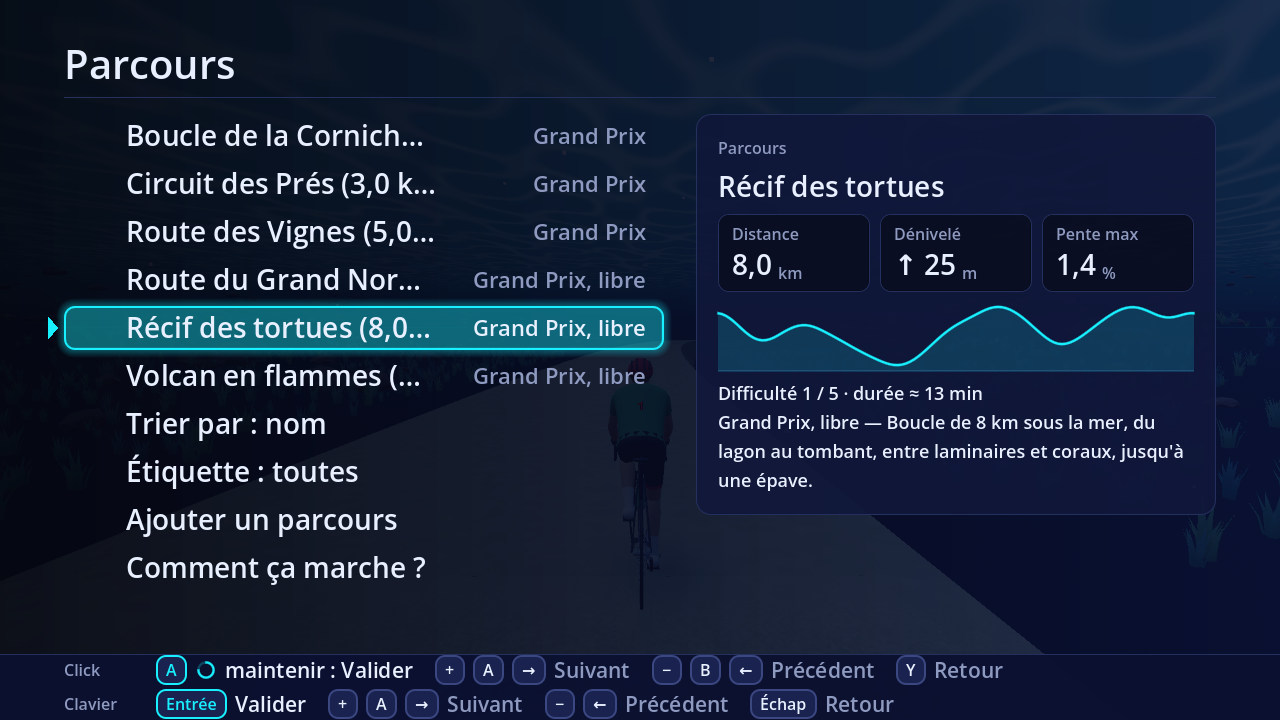 Parcours
Boucle de la Cornich... Grand Prix
Circuit des Prés (3,0 k... Grand Prix
Route des Vignes (5,0... Grand Prix
Route du Grand Nor... Grand Prix, libre
Récif des tortues (8,0... Grand Prix, libre
Volcan en flammes (... Grand Prix, libre
Trier par : nom
Étiquette : toutes
Ajouter un parcours
Comment ça marche ?
Parcours
Récif des tortues
Distance Dénivelé Pente max
8,0 km ↑ 25 m 1,4 %
Difficulté 1 / 5 · durée ≈ 13 min
Grand Prix, libre — Boucle de 8 km sous la mer, du
lagon au tombant, entre laminaires et coraux, jusqu'à
une épave.
Click A maintenir : Valider + A → Suivant − B ← Précédent Y Retour
Clavier Entrée Valider + A → Suivant − ← Précédent Échap Retour